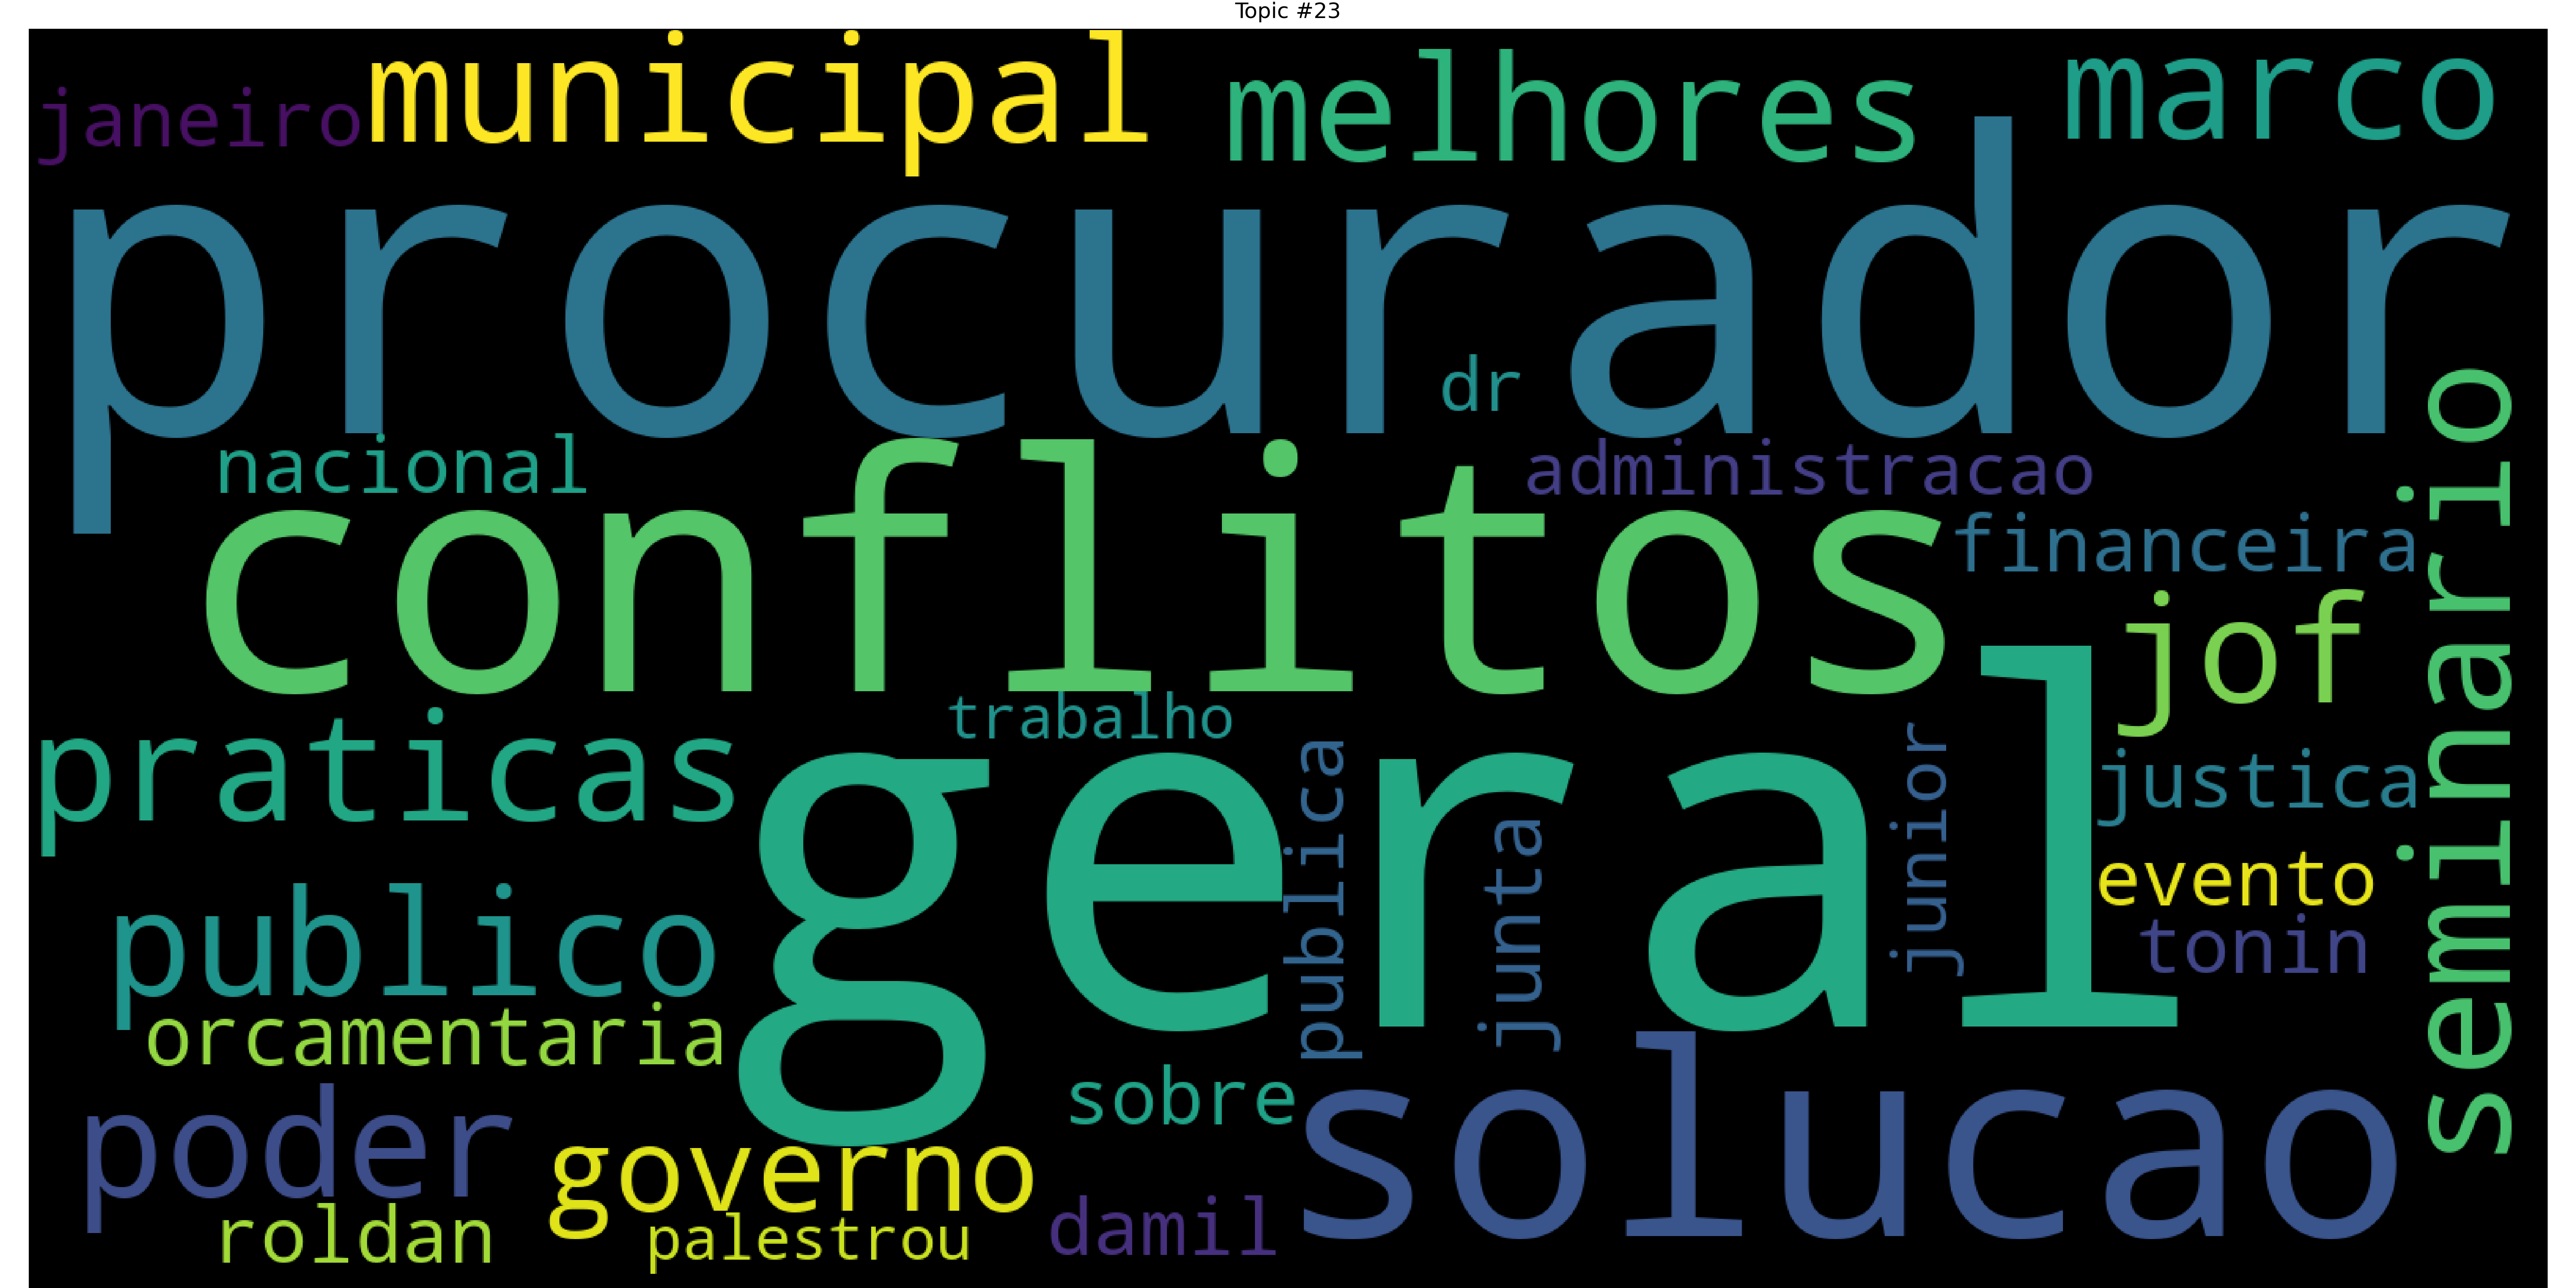 Topic #23
janeiro
municipal
melhores
marco
procurador
dr
nacional
administracao
conflitos
financeira
seminario
jof
trabalho
praticas
geral
publica
junta
junior
justica
evento
publico
tonin
orcamentaria
sobre
solucao
poder
governo
roldan
palestrou
damil